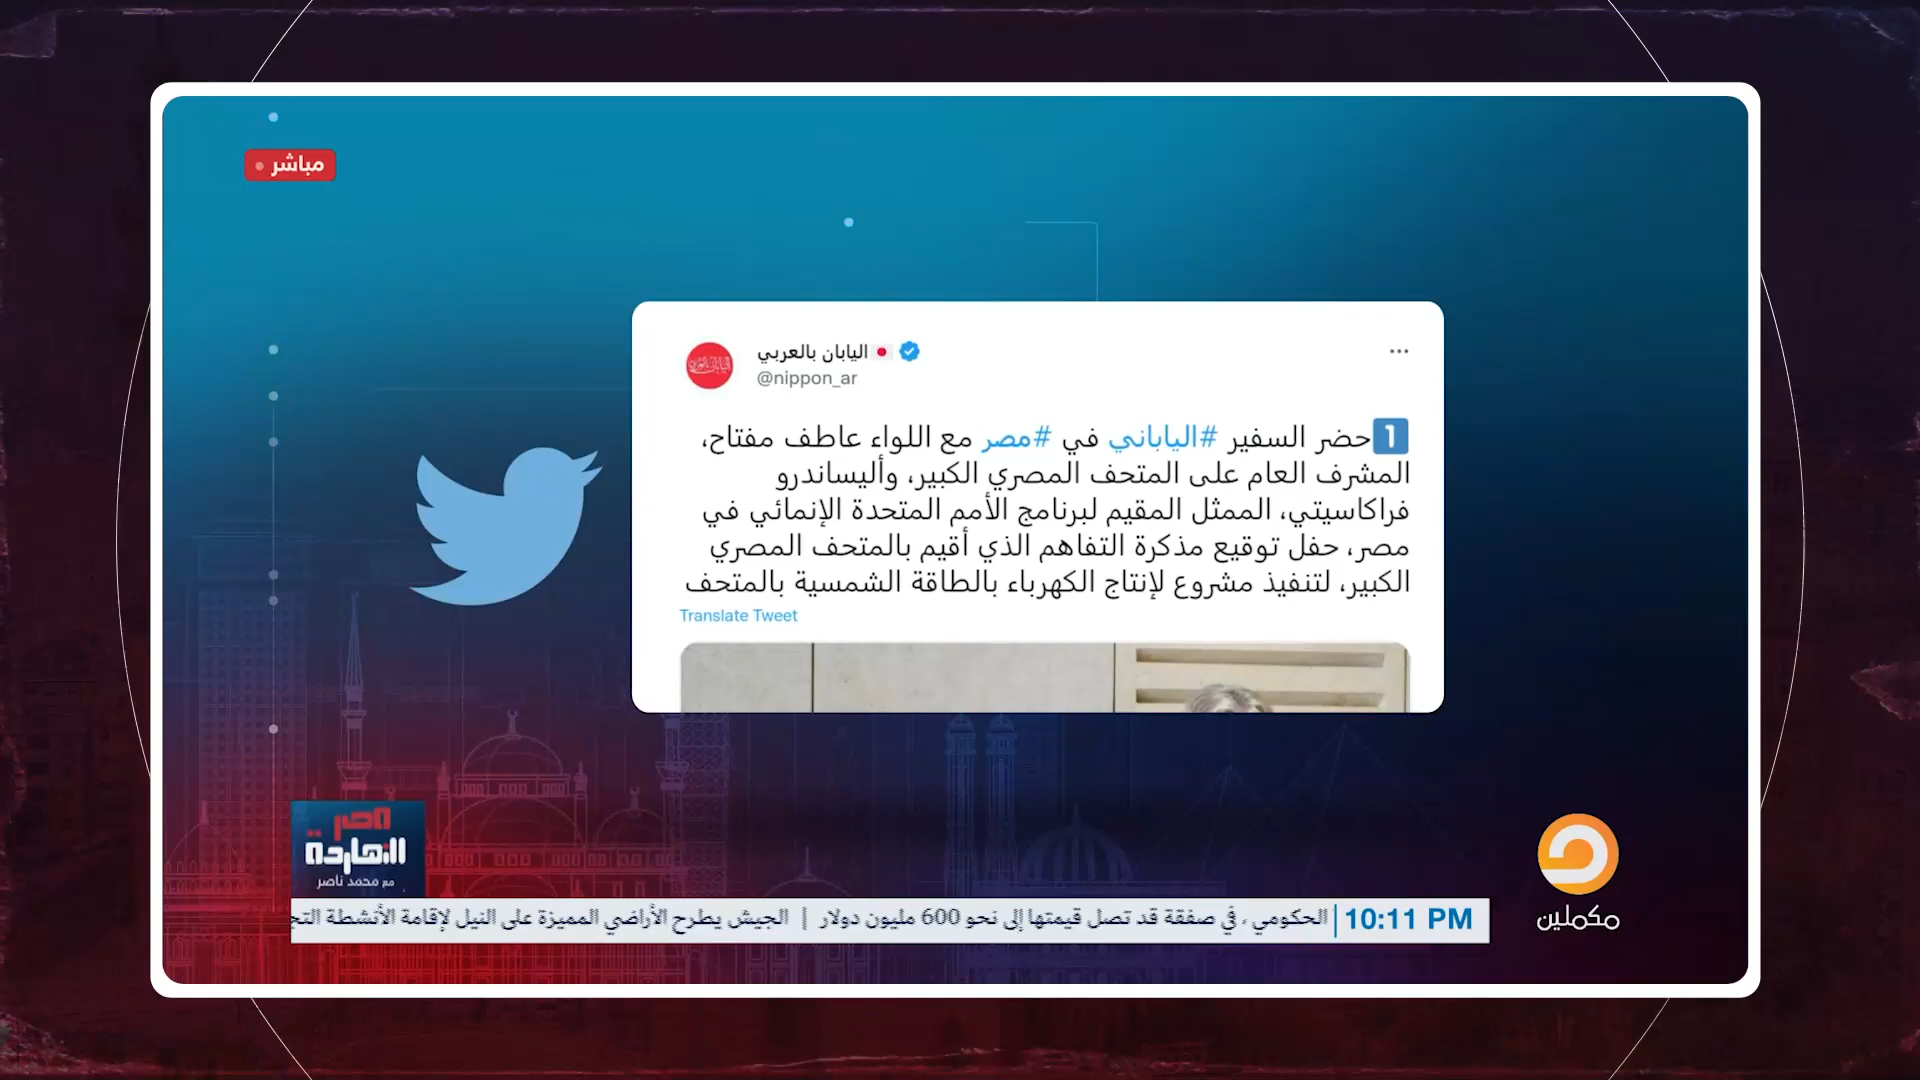 مباشر
اليابان بالعربي
@nippon_ar
1 حضر السفير #الياباني في #مصر مع اللواء عاطف مفتاح،
المشرف العام على المتحف المصري الكبير، وأليساندرو
فراكاسيتي، الممثل المقيم لبرنامج الأمم المتحدة الإنمائي في
مصر، حفل توقيع مذكرة التفاهم الذي أقيم بالمتحف المصري
الكبير، لتنفيذ مشروع لإنتاج الكهرباء بالطاقة الشمسية بالمتحف
Translate Tweet
مصر
النهاردة
مع محمد ناصر
10:11 PM
الحكومي ، في صفقة قد تصل قيمتها إلى نحو 600 مليون دولار | الجيش يطرح الأراضي المميزة على النيل لإقامة الأنشطة
مكملين